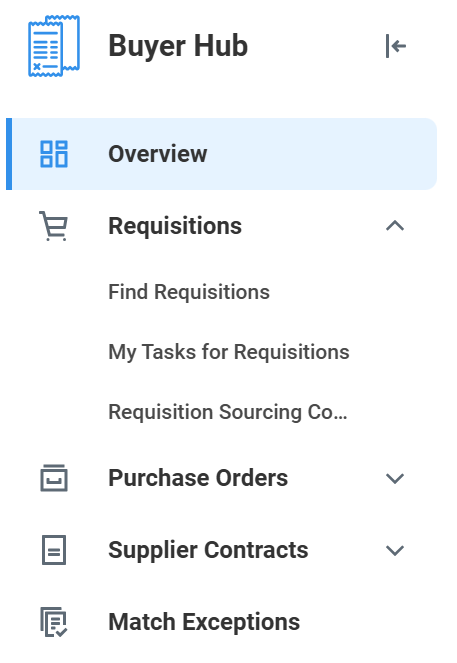 Buyer Hub
Overview
Requisitions
Find Requisitions
My Tasks for Requisitions
Requisition Sourcing Co...
Purchase Orders
Supplier Contracts
Match Exceptions